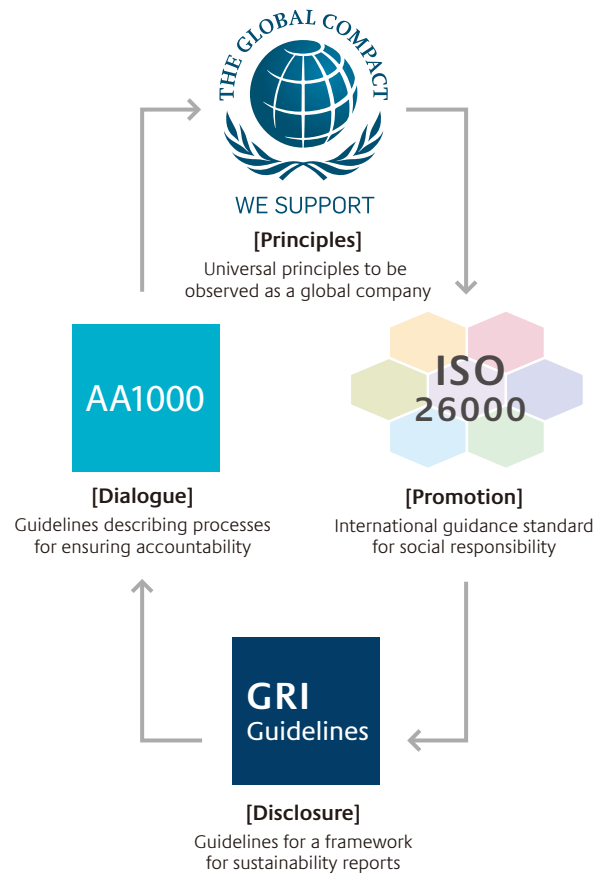 THE GLOBAL COMPACT
WE SUPPORT
[Principles]
Universal principles to be
observed as a global company
AA1000
[Dialogue]
Guidelines describing processes
for ensuring accountability
ISO
26000
[Promotion]
International guidance standard
for social responsibility
GRI
Guidelines
[Disclosure]
Guidelines for a framework
for sustainability reports